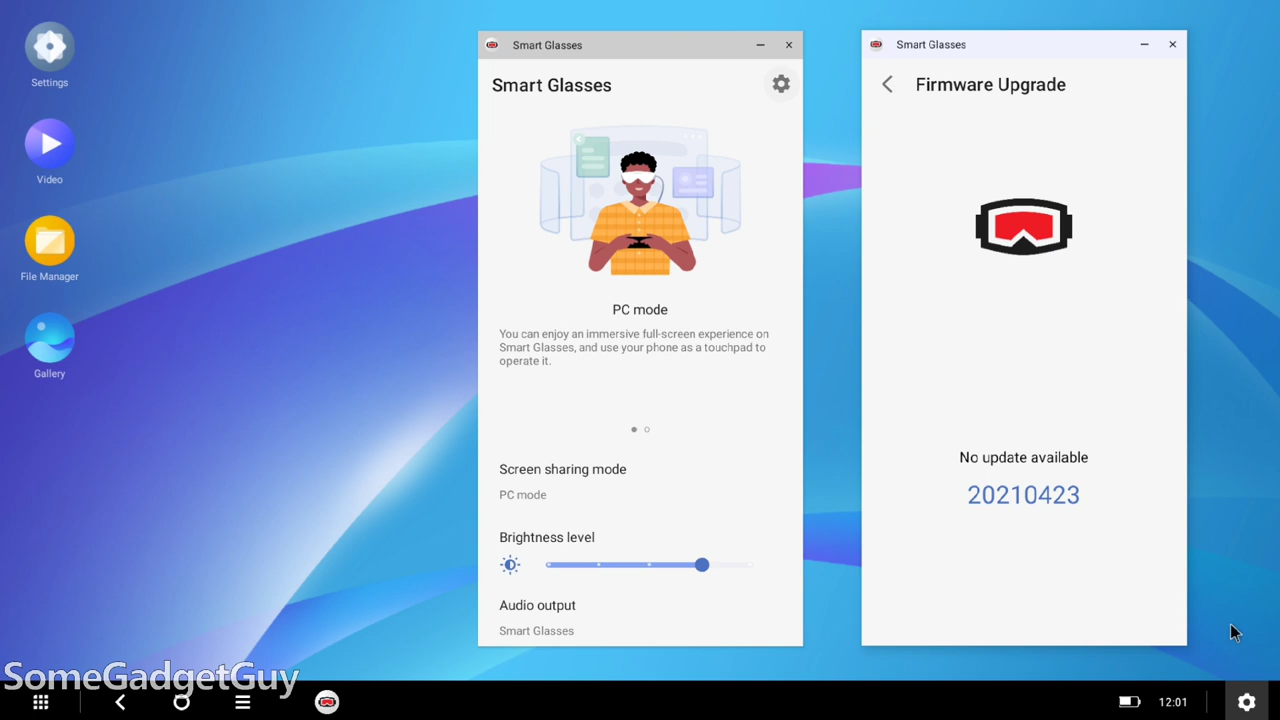 Settings
Video
File Manager
Gallery
Smart Glasses
Smart Glasses
PC mode
You can enjoy an immersive full-screen experience on
Smart Glasses, and use your phone as a touchpad to
operate it.
Screen sharing mode
PC mode
Brightness level
Audio output
Smart Glasses
Smart Glasses
Firmware Upgrade
No update available
20210423
SomeGadgetGuy
12:01